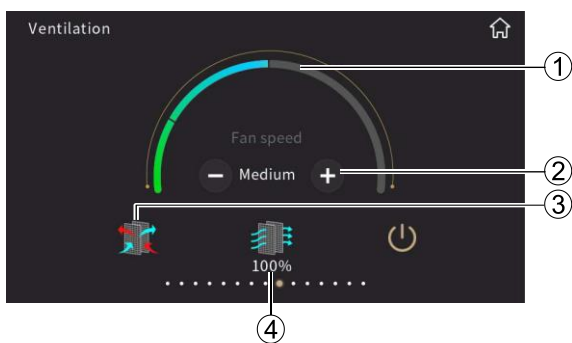 Ventilation
1
Fan speed
− Medium +
2
3
100%
4